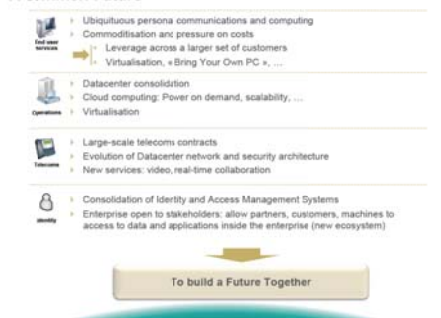 Ubiquituous persona communications and computing
End user
services
Commoditisation and pressure on costs
Leverage across a larger set of customers
Virtualisation, «Bring Your Own PC », …
Datacenter consolidation
Cloud computing: Power on demand, scalability, …
Operations
Virtualisation
Large-scale telecoms contracts
Evolution of Datacenter network and security architecture
Telecoms
New services: video, real-time collaboration
Consolidation of Identity and Access Management Systems
Identity
Enterprise open to stakeholders: allow partners, customers, machines to
access to data and applications inside the enterprise (new ecosystem)
To build a Future Together